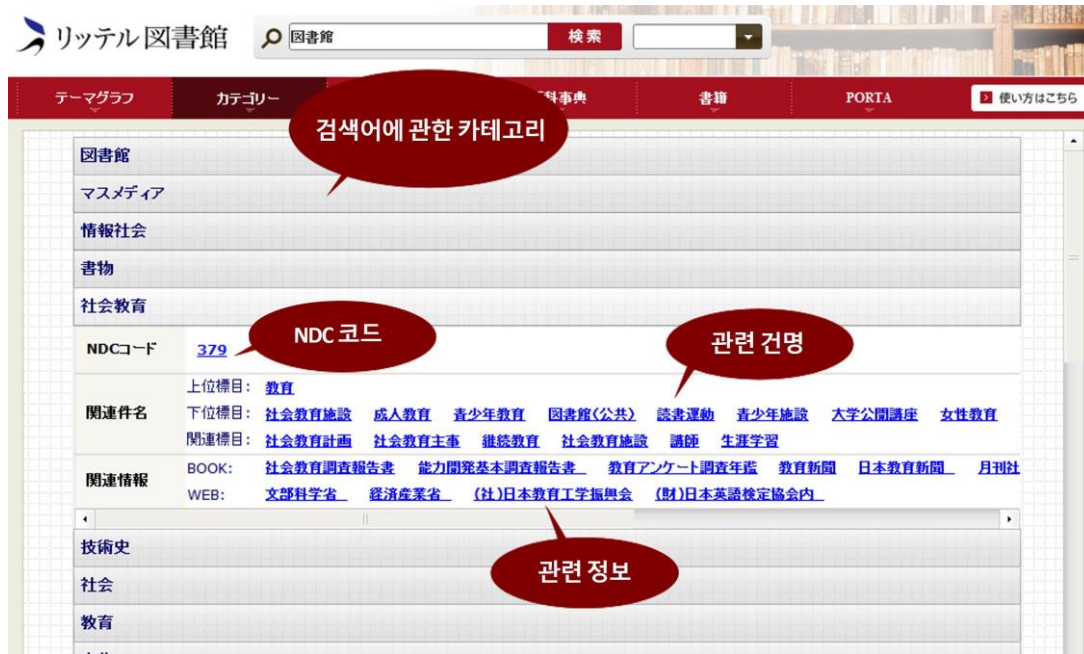 リッテル図書館 図書館 検索
テーマグラフ カテゴリー 科事典 書籍 PORTA 使い方はこちら
검색어에 관한 카테고리
図書館
マスメディア
情報社会
書物
社会教育
NDCコード 379
NDC 코드
관련 건명
関連件名
上位標目: 教育
下位標目: 社会教育施設 成人教育 青少年教育 図書館(公共) 読書運動 青少年施設 大学公開講座 女性教育
関連標目: 社会教育計画 社会教育主事 継続教育 社会教育施設 講師 生涯学習
関連情報
BOOK: 社会教育調査報告書 能力開発基本調査報告書 教育アンケート調査年鑑 教育新聞 日本教育新聞 月刊社
WEB: 文部科学省 経済産業省 (社)日本教育工学振興会 (財)日本英語検定協会内
관련 정보
技術史
社会
教育